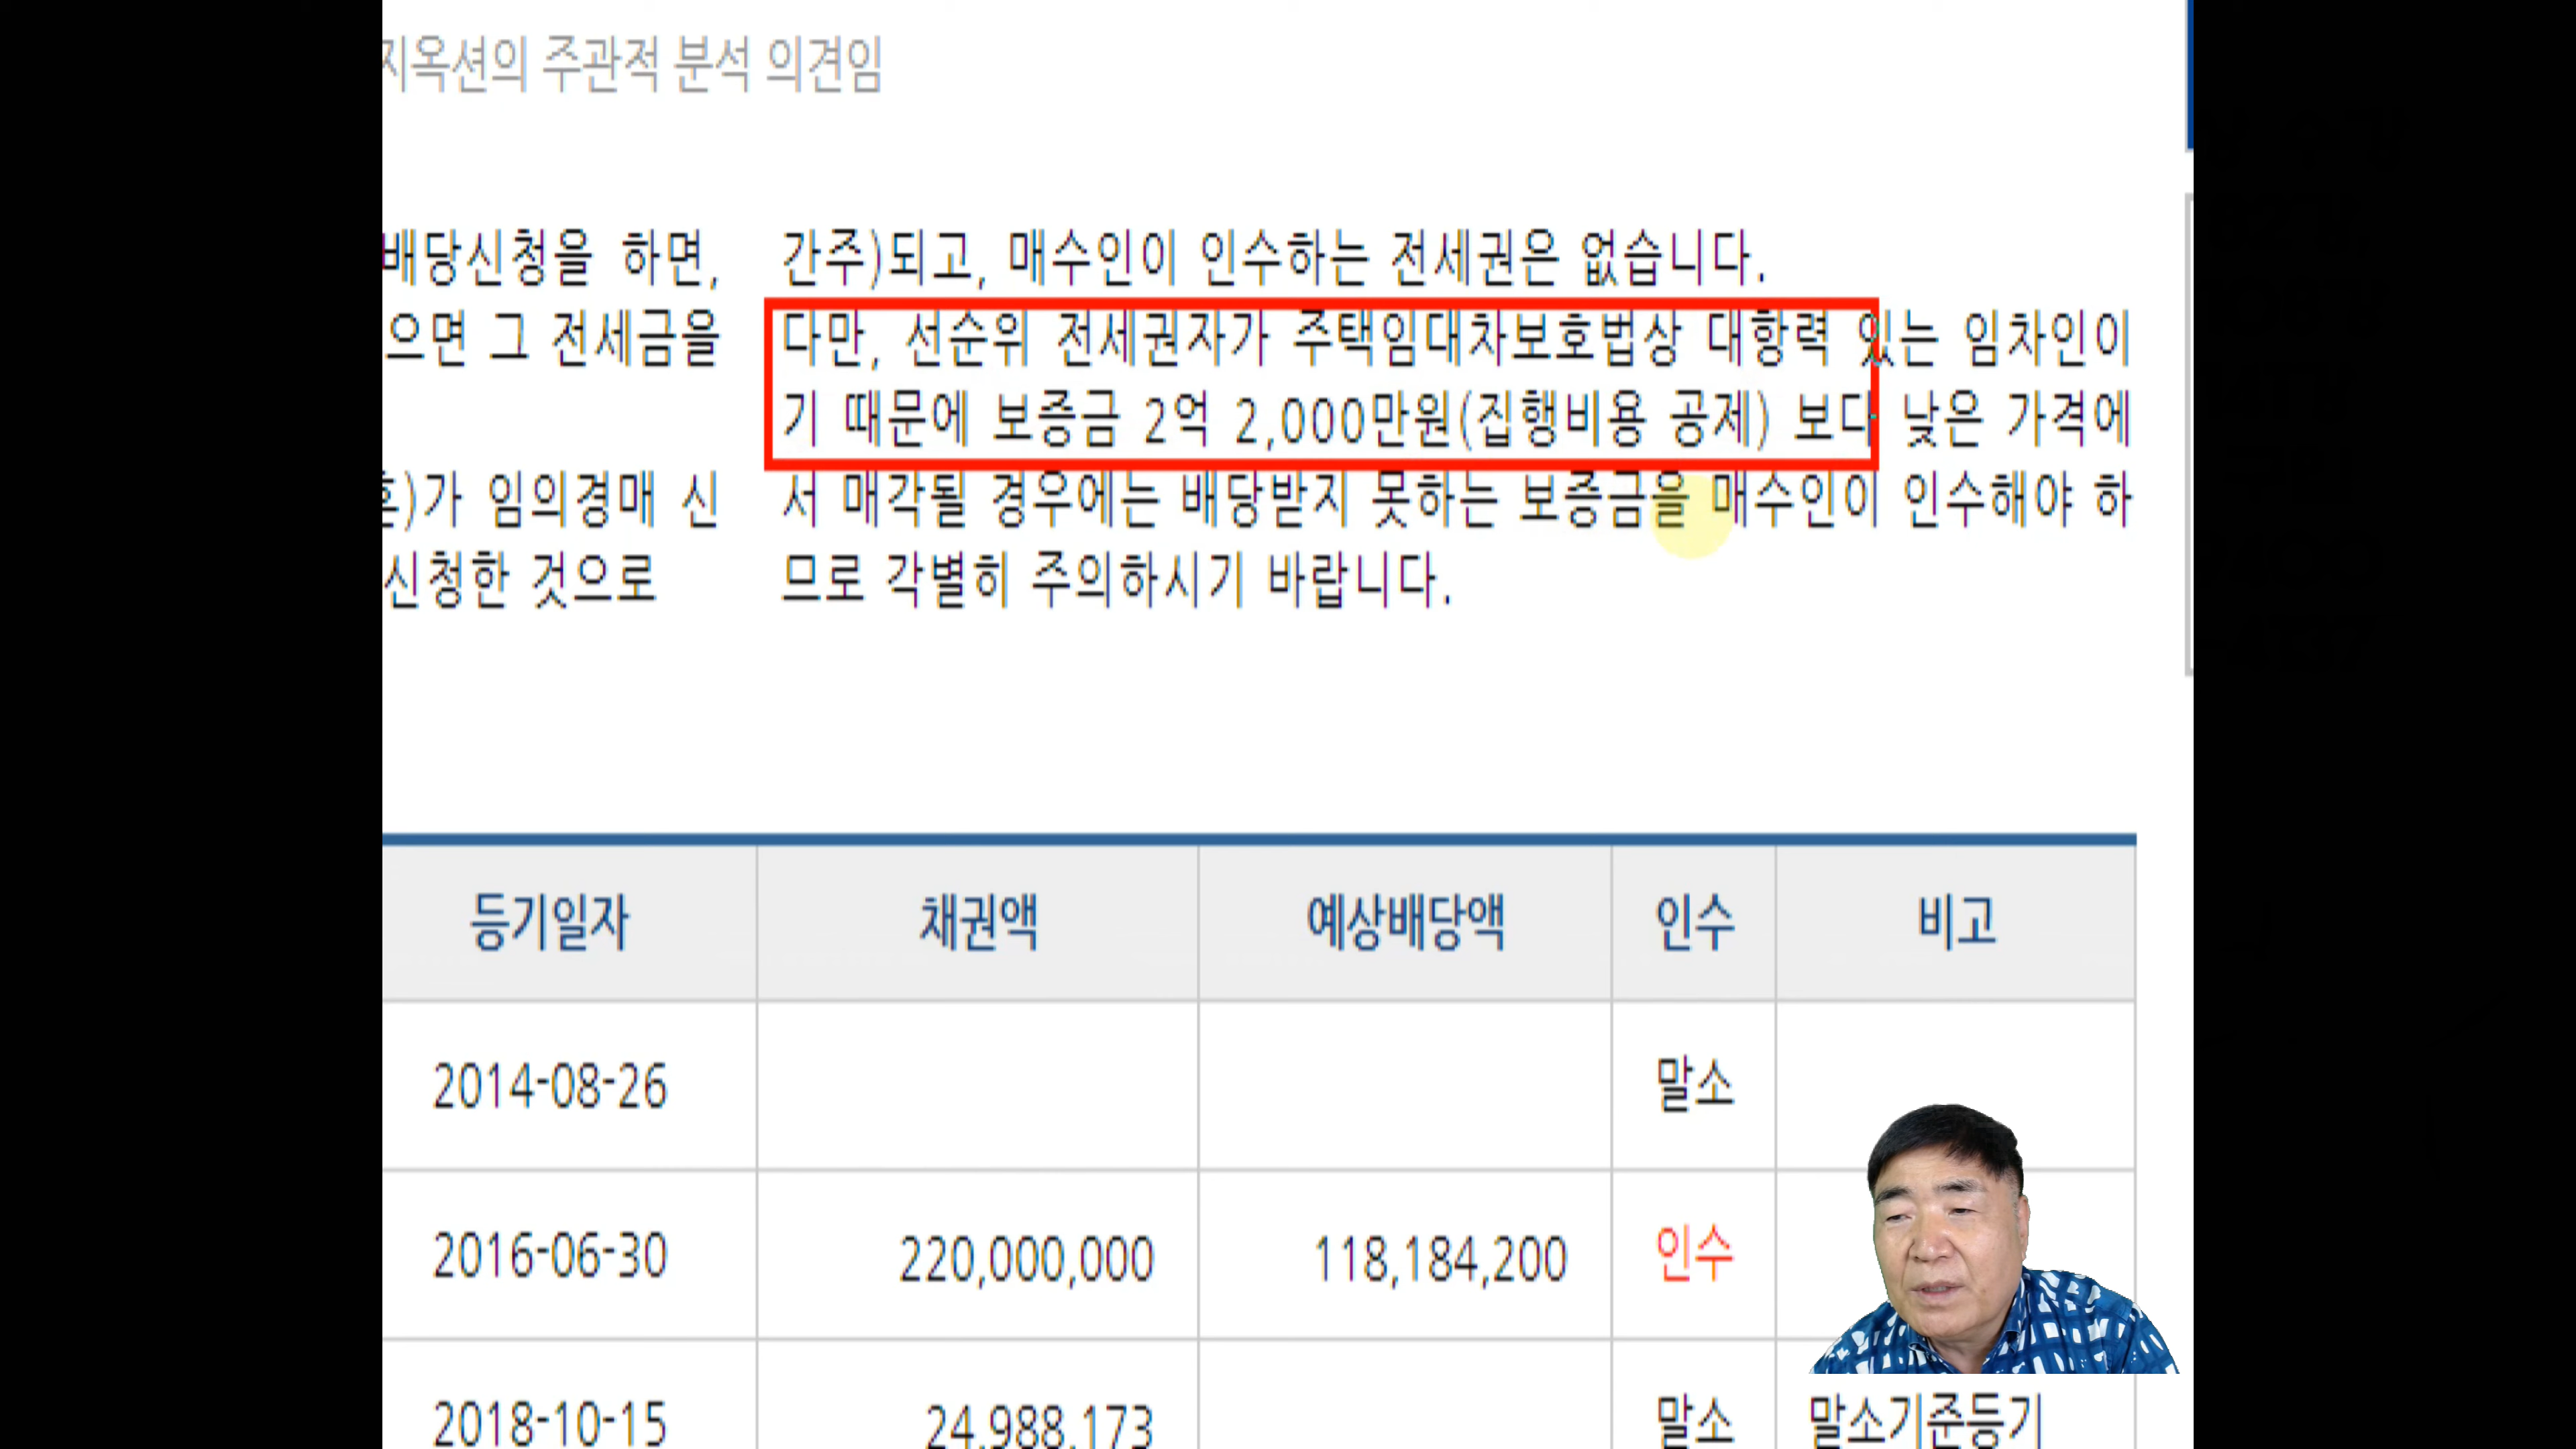 지옥션의 주관적 분석 의견임
배당신청을 하면,
으면 그 전세금을
)가 임의경매 신
신청한 것으로
간주)되고, 매수인이 인수하는 전세권은 없습니다.
다만, 선순위 전세권자가 주택임대차보호법상 대항력 있는 임차인이
기 때문에 보증금 2억 2,000만원(집행비용 공제) 보다 낮은 가격에
서 매각될 경우에는 배당받지 못하는 보증금을 매수인이 인수해야 하
므로 각별히 주의하시기 바랍니다.
등기일자 채권액 예상배당액 인수 비고
2014-08-26 말소
2016-06-30 220,000,000 118,184,200 인수
2018-10-15 24,988,173 말소 말소기준등기